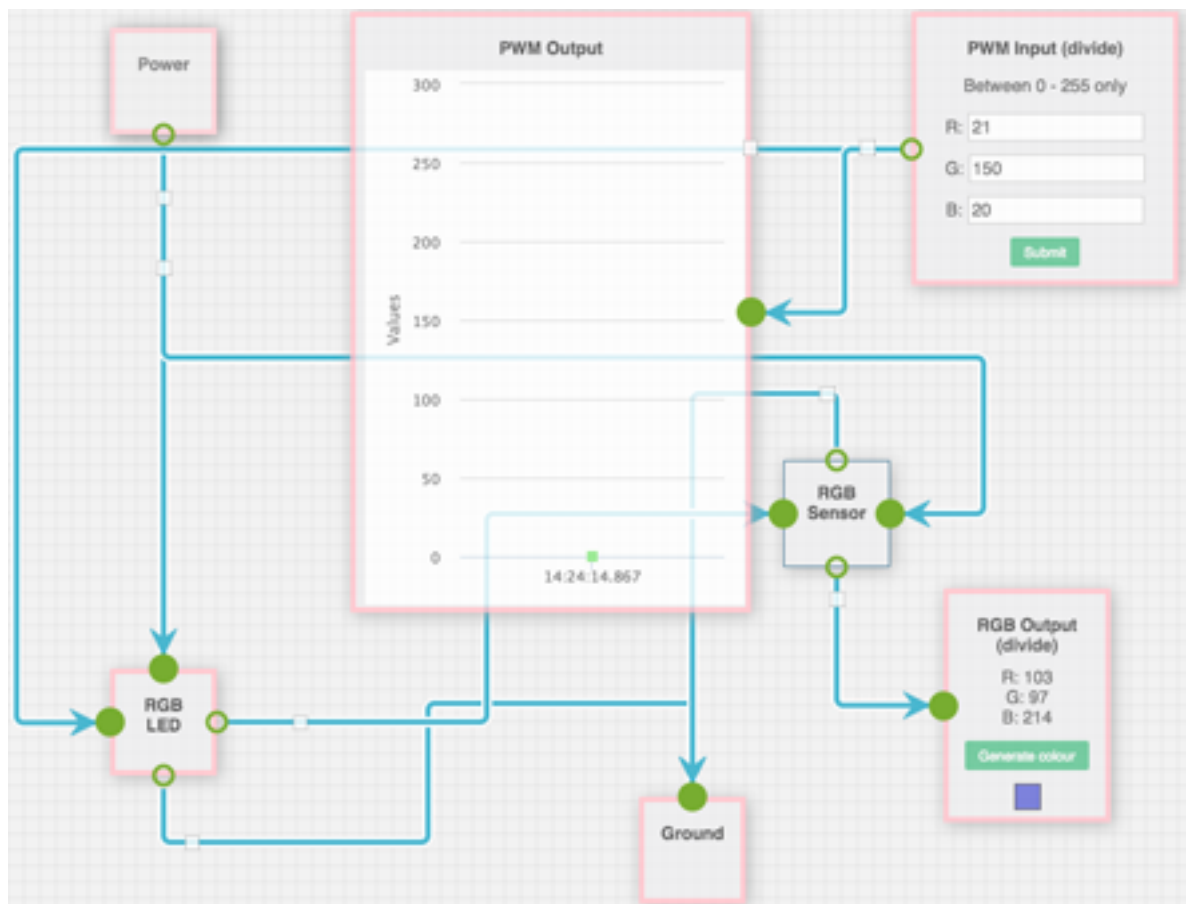 Power
PWM Output
300
250
200
150
100
50
0
Values
14:24:14.867
PWM Input (divide)
Between 0 - 255 only
R: 21
G: 150
B: 20
Submit
RGB
Sensor
RGB Output
(divide)
R: 103
G: 97
B: 214
Generate colour
RGB
LED
Ground